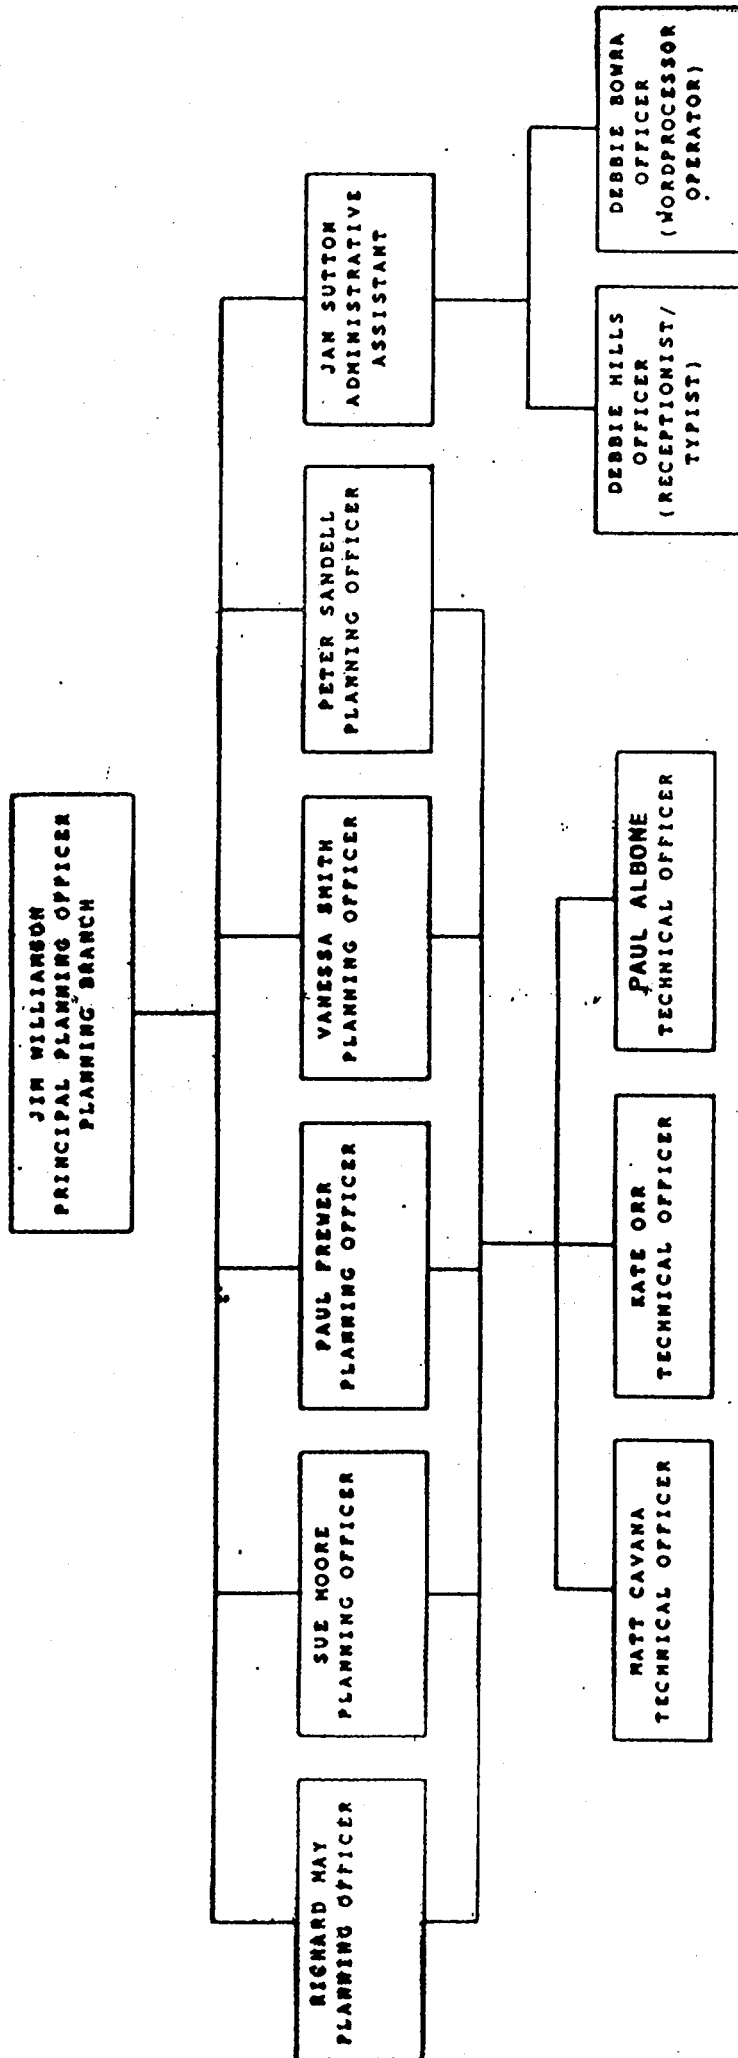 JIM WILLIAMSON
PRINCIPAL PLANNING OFFICER
PLANNING BRANCH
RICHARD MAY
PLANNING OFFICER
SUE MOORE
PLANNING OFFICER
PAUL PREWER
PLANNING OFFICER
VANESSA SMITH
PLANNING OFFICER
PETER SANDELL
PLANNING OFFICER
JAN SUTTON
ADMINISTRATIVE
ASSISTANT
MATT CAVANA
TECHNICAL OFFICER
KATE ORR
TECHNICAL OFFICER
PAUL ALBONE
TECHNICAL OFFICER
DEBBIE HILLS
OFFICER
(RECEPTIONIST/
TYPIST)
DEBBIE BOWRA
OFFICER
(WORDPROCESSOR
OPERATOR)